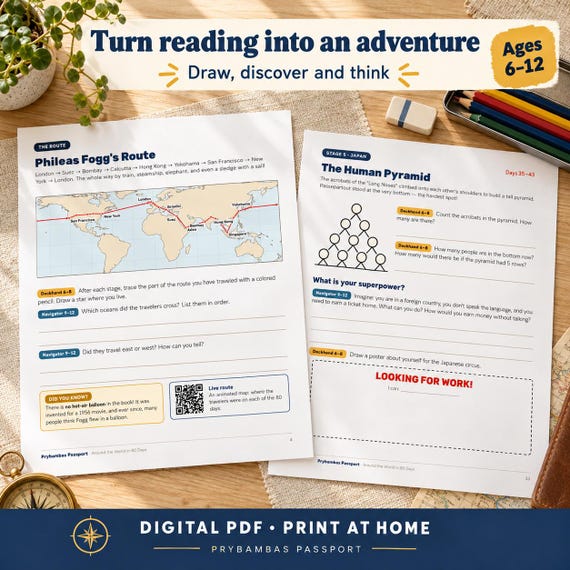 Turn reading into an adventure
Draw, discover and think
Ages
6–12
THE ROUTE
Phileas Fogg's Route
London → Suez → Bombay → Calcutta → Hong Kong → Yokohama → San Francisco → New
York → London. The whole way by train, steamship, elephant, and even a sledge with a sail!
London
San Francisco
New York
Brindisi
Suez
Bombay
Aden
Hong Kong
Yokohama
Singapore
Deckhand 6–8 After each stage, trace the part of the route you have traveled with a colored
pencil. Draw a star where you live.
Navigator 9–12 Which oceans did the travelers cross? List them in order.
Navigator 9–12 Did they travel east or west? How can you tell?
DID YOU KNOW?
There is no hot-air balloon in the book! It was
invented for a 1956 movie, and ever since, many
people think Fogg flew in a balloon.
Live route
An animated map: where the
travelers were on each of the 80
days.
Prybambas Passport Around the World in 80 Days
STAGE 5 · JAPAN
The Human Pyramid
Days 35–43
The acrobats of the "Long Noses" climbed onto each other's shoulders to build a tall pyramid.
Passepartout stood at the very bottom — the hardest spot!
Deckhand 6–8 Count the acrobats in the pyramid. How
many are there?
Deckhand 6–8 How many people are in the bottom row?
How many would there be if the pyramid had 5 rows?
What is your superpower?
Navigator 9–12 Imagine: you are in a foreign country, you don't speak the language, and you
need to earn a ticket home. What can you do? How would you earn money without talking?
Deckhand 6–8 Draw a poster about yourself for the Japanese circus.
LOOKING FOR WORK!
I can
Prybambas Passport Around the World in 80 Days
DIGITAL PDF • PRINT AT HOME
PRYBAMBAS PASSPORT